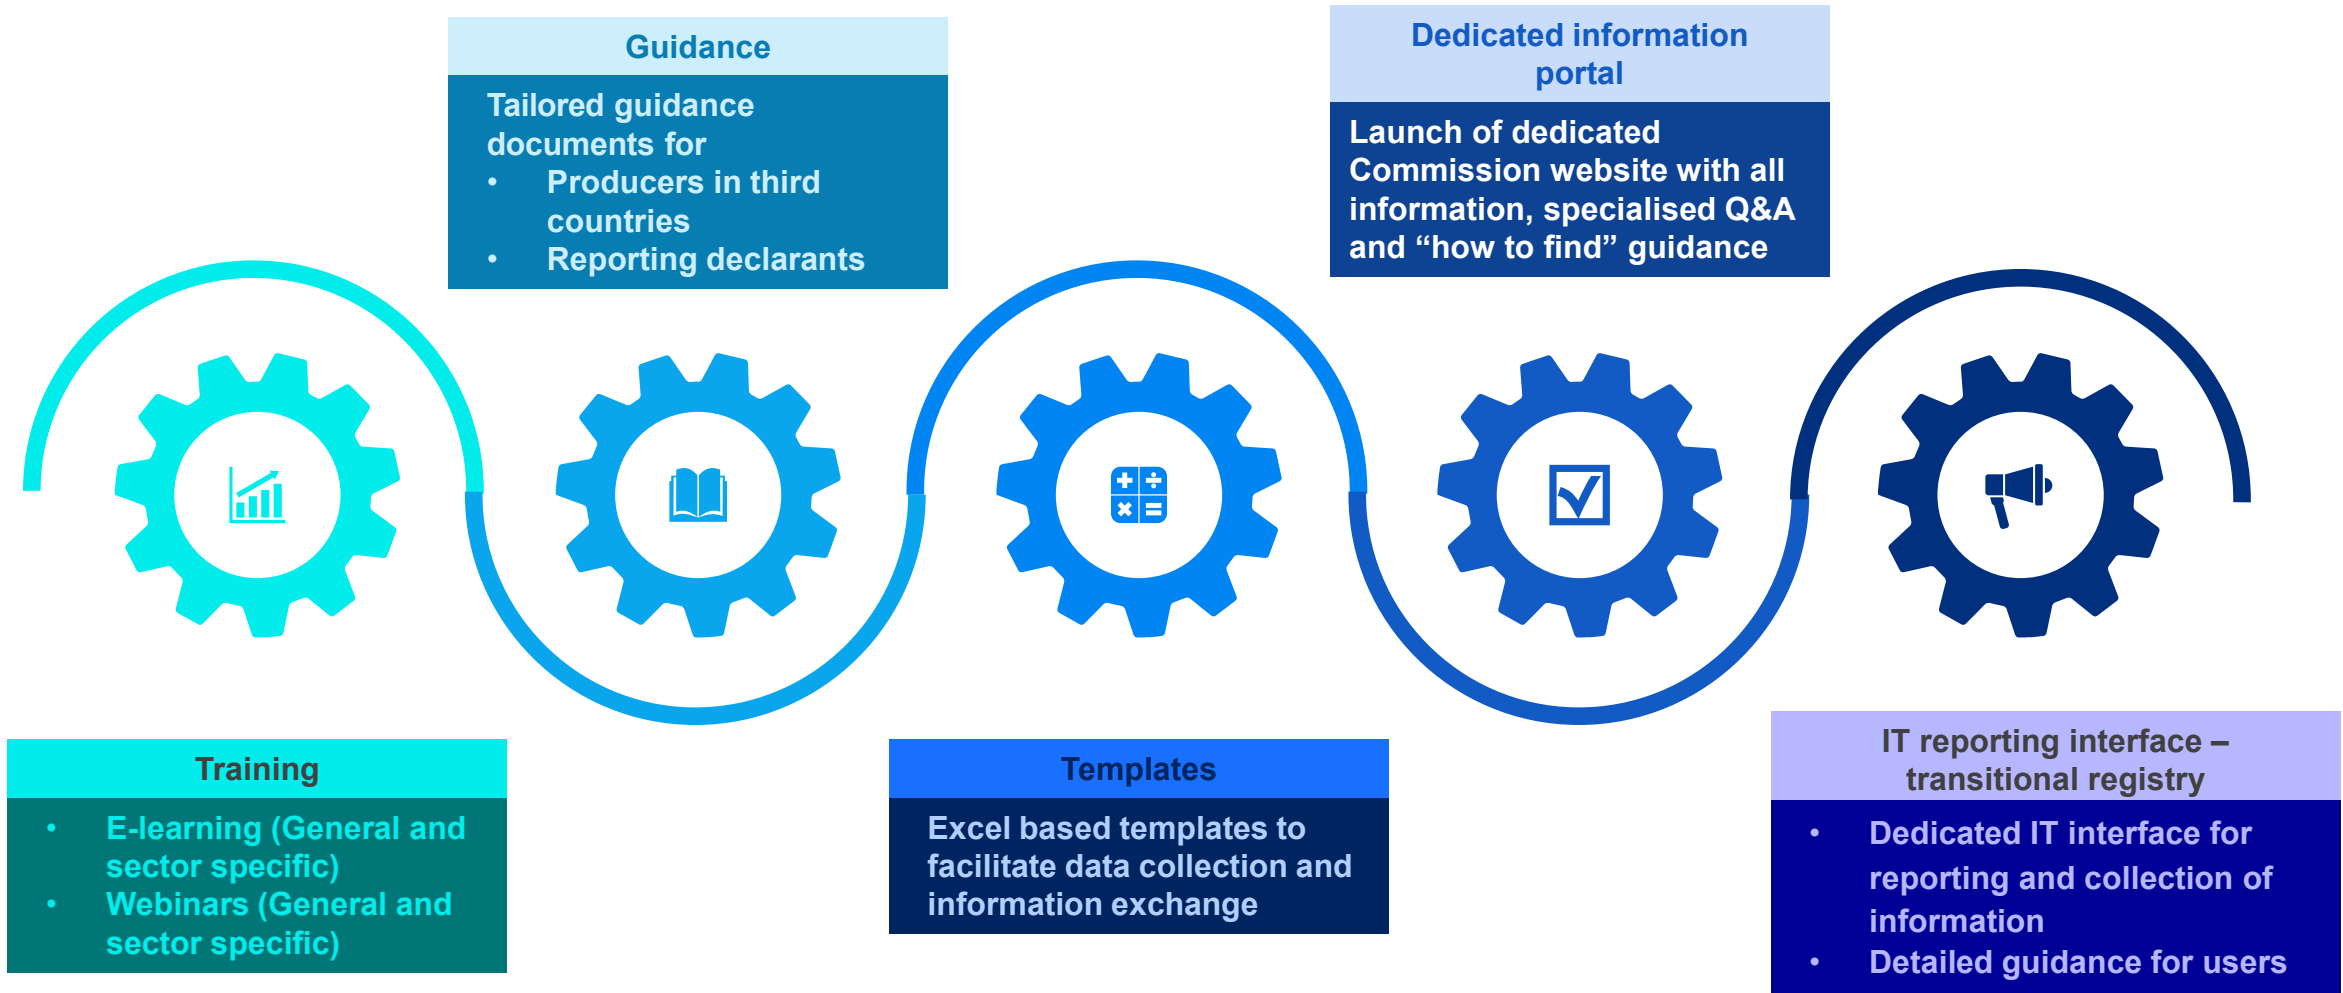 Guidance
Tailored guidance
documents for
• Producers in third
countries
• Reporting declarants
Dedicated information
portal
Launch of dedicated
Commission website with all
information, specialised Q&A
and “how to find” guidance
Training
• E-learning (General and
sector specific)
• Webinars (General and
sector specific)
Templates
Excel based templates to
facilitate data collection and
information exchange
IT reporting interface –
transitional registry
• Dedicated IT interface for
reporting and collection of
information
• Detailed guidance for users